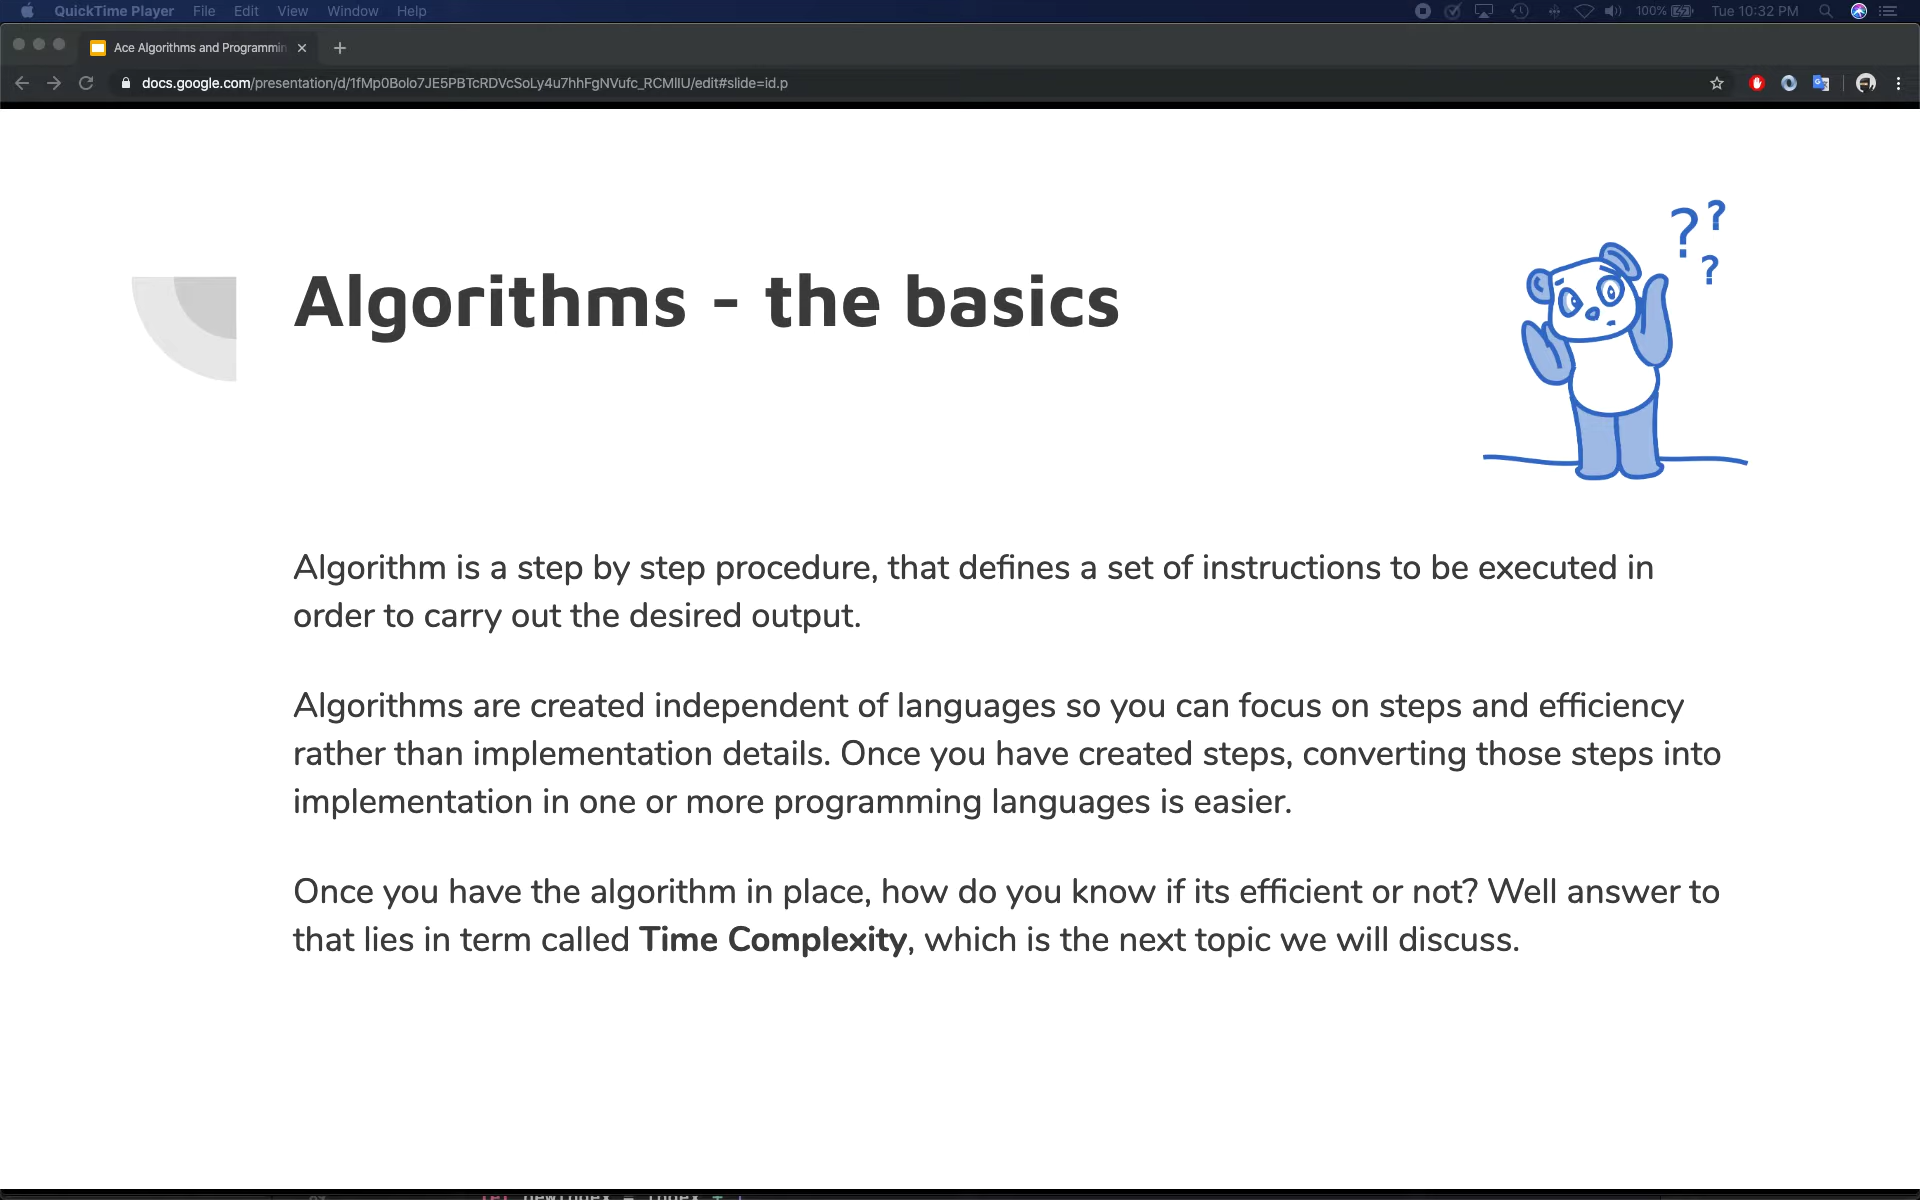 QuickTime Player File Edit View Window Help 100% Tue 10:32 PM
Ace Algorithms and Programmin
docs.google.com/presentation/d/1fMp0Bolo7JE5PBTcRDVcSoLy4u7hhFgNVufc_RCMlIU/edit#slide=id.p
? ?
?
Algorithms - the basics
Algorithm is a step by step procedure, that defines a set of instructions to be executed in
order to carry out the desired output.
Algorithms are created independent of languages so you can focus on steps and efficiency
rather than implementation details. Once you have created steps, converting those steps into
implementation in one or more programming languages is easier.
Once you have the algorithm in place, how do you know if its efficient or not? Well answer to
that lies in term called Time Complexity, which is the next topic we will discuss.